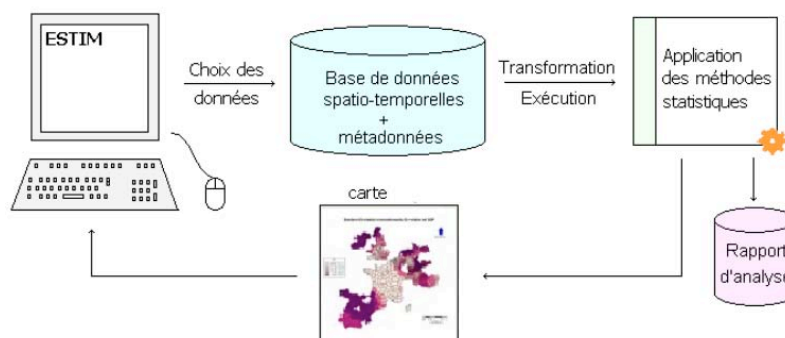 ESTIM
Choix des
données
Base de données
spatio-temporelles
+
métadonnées
Transformation
Exécution
Application
des méthodes
statistiques
carte
Rapport
d'analyse